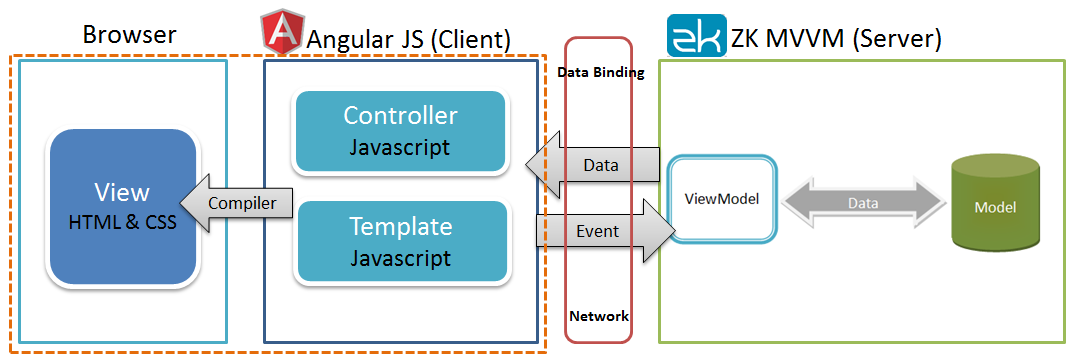 Browser
A
Angular JS (Client)
zk
ZK MVVM (Server)
Data Binding
Controller
Javascript
View
HTML & CSS
Compiler
Template
Javascript
Data
Event
Network
ViewModel
Data
Model